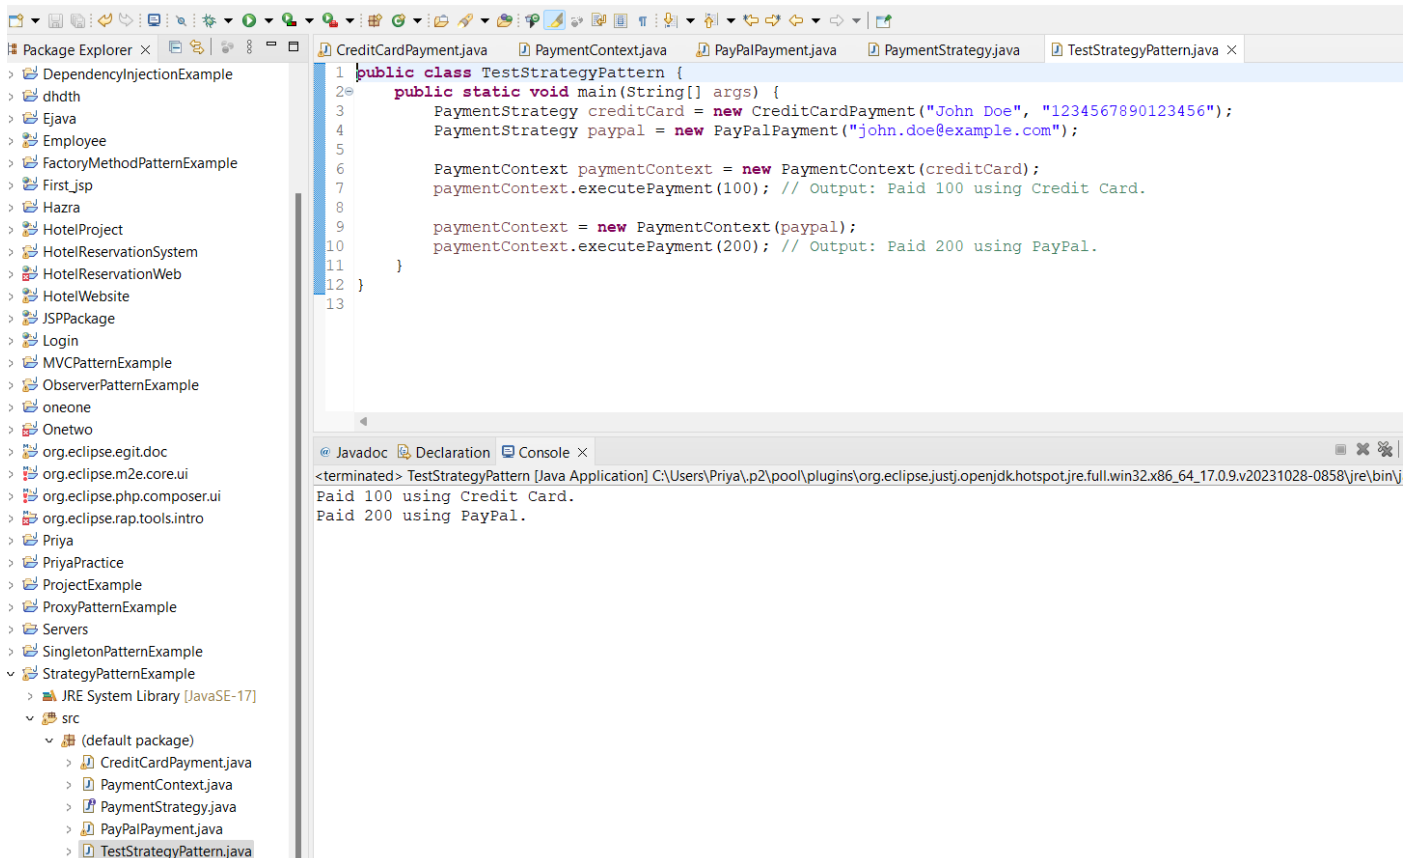 Package Explorer
DependencyInjectionExample
dhdth
Ejava
Employee
FactoryMethodPatternExample
First_jsp
Hazra
HotelProject
HotelReservationSystem
HotelReservationWeb
HotelWebsite
JSPPackage
Login
MVCPatternExample
ObserverPatternExample
oneone
Onetwo
org.eclipse.egit.doc
org.eclipse.m2e.core.ui
org.eclipse.php.composer.ui
org.eclipse.rap.tools.intro
Priya
PriyaPractice
ProjectExample
ProxyPatternExample
Servers
SingletonPatternExample
StrategyPatternExample
JRE System Library [JavaSE-17]
src
(default package)
CreditCardPayment.java
PaymentContext.java
PaymentStrategy.java
PayPalPayment.java
TestStrategyPattern.java
CreditCardPayment.java PaymentContext.java PayPalPayment.java PaymentStrategy.java TestStrategyPattern.java
1 public class TestStrategyPattern {
2 public static void main(String[] args) {
3 PaymentStrategy creditCard = new CreditCardPayment("John Doe", "1234567890123456");
4 PaymentStrategy paypal = new PayPalPayment("john.doe@example.com");
5
6 PaymentContext paymentContext = new PaymentContext(creditCard);
7 paymentContext.executePayment(100); // Output: Paid 100 using Credit Card.
8
9 paymentContext = new PaymentContext(paypal);
10 paymentContext.executePayment(200); // Output: Paid 200 using PayPal.
11 }
12 }
13
@ Javadoc Declaration Console
<terminated> TestStrategyPattern [Java Application] C:\Users\Priya\.p2\pool\plugins\org.eclipse.justj.openjdk.hotspot.jre.full.win32.x86_64_17.0.9.v20231028-0858\jre\bin\j
Paid 100 using Credit Card.
Paid 200 using PayPal.